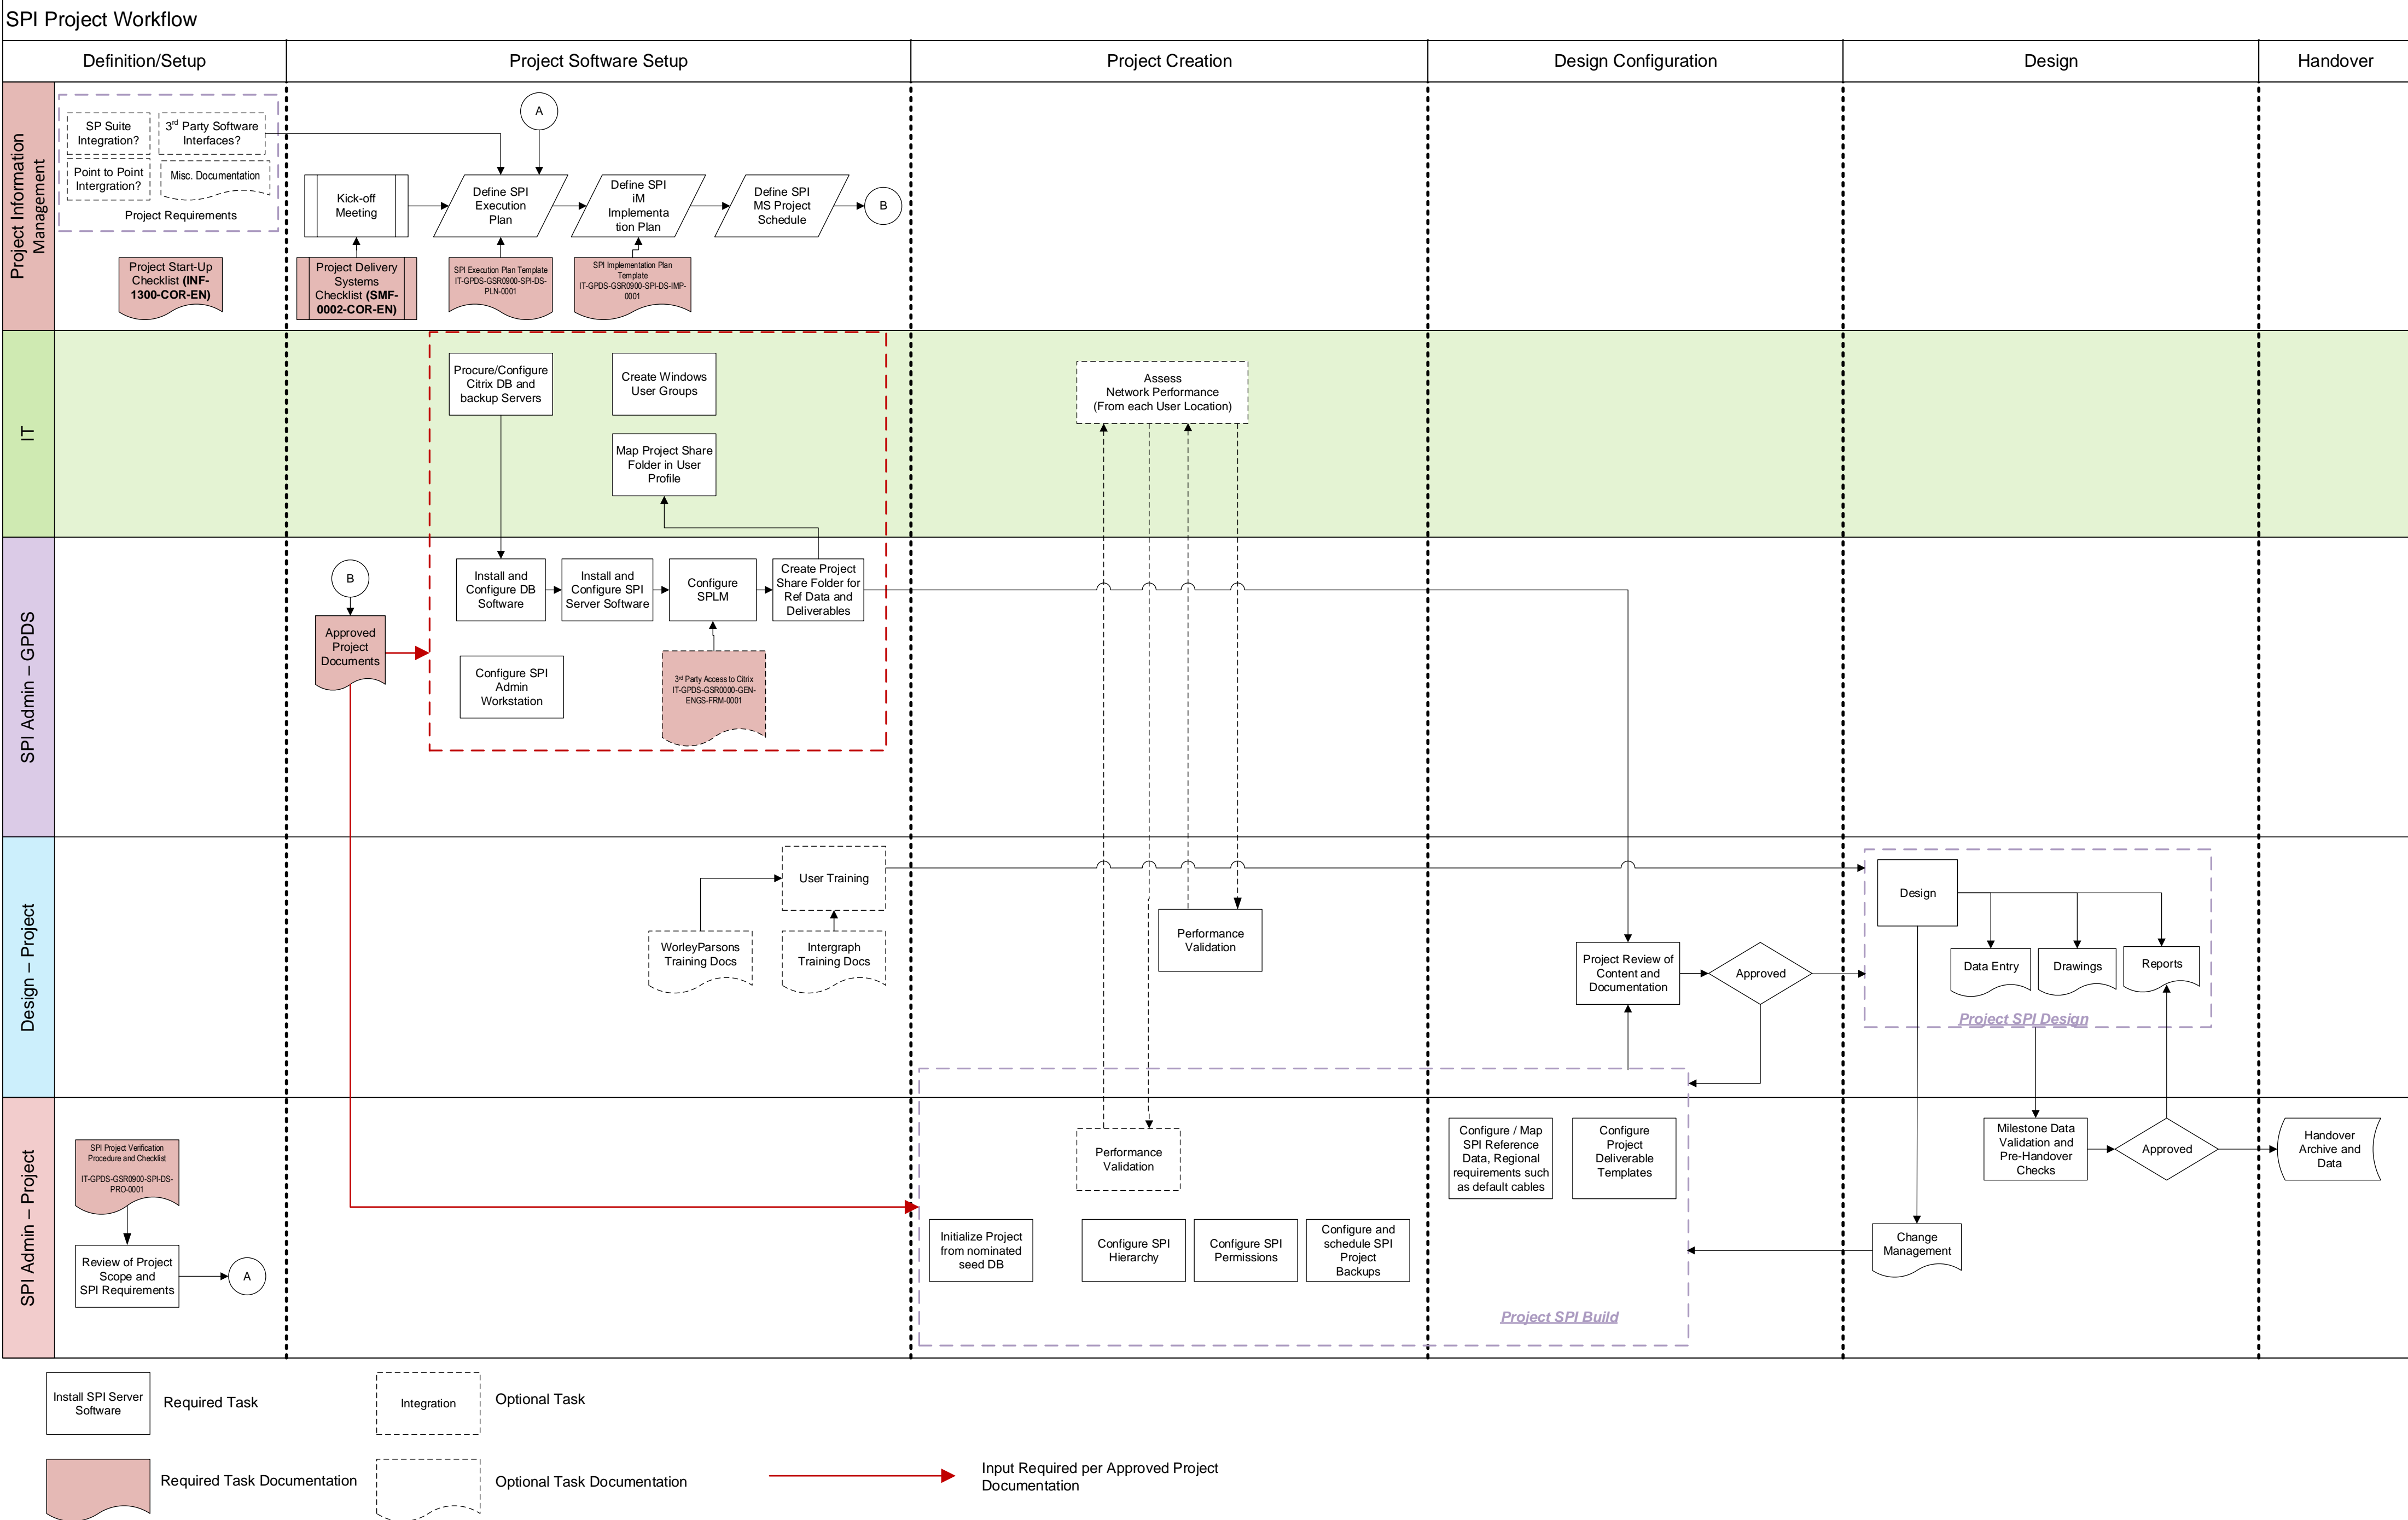 SPI Project Workflow
Definition/Setup
Project Software Setup
Project Creation
Design Configuration
Design
Handover
Project Information
Management
SP Suite
Integration?
3rd Party Software
Interfaces?
Point to Point
Intergration?
Misc. Documentation
Project Requirements
Project Start-Up
Checklist (INF-
1300-COR-EN)
A
Kick-off
Meeting
Define SPI
Execution
Plan
Define SPI
iM
Implementa
tion Plan
Define SPI
MS Project
Schedule
B
Project Delivery
Systems
Checklist (SMF-
0002-COR-EN)
SPI Execution Plan Template
IT-GPDS-GSR0900-SPI-DS-
PLN-0001
SPI Implementation Plan
Template
IT-GPDS-GSR0900-SPI-DS-IMP-
0001
IT
Procure/Configure
Citrix DB and
backup Servers
Create Windows
User Groups
Map Project Share
Folder in User
Profile
Assess
Network Performance
(From each User Location)
SPI Admin – GPDS
B
Approved
Project
Documents
Install and
Configure DB
Software
Install and
Configure SPI
Server Software
Configure
SPLM
Create Project
Share Folder for
Ref Data and
Deliverables
Configure SPI
Admin
Workstation
3rd Party Access to Citrix
IT-GPDS-GSR0000-GEN-
ENGS-FRM-0001
Design – Project
User Training
WorleyParsons
Training Docs
Intergraph
Training Docs
Performance
Validation
Project Review of
Content and
Documentation
Approved
Design
Data Entry
Drawings
Reports
Project SPI Design
SPI Admin – Project
SPI Project Verification
Procedure and Checklist
IT-GPDS-GSR0900-SPI-DS-
PRO-0001
Review of Project
Scope and
SPI Requirements
A
Performance
Validation
Initialize Project
from nominated
seed DB
Configure SPI
Hierarchy
Configure SPI
Permissions
Configure and
schedule SPI
Project
Backups
Configure / Map
SPI Reference
Data, Regional
requirements such
as default cables
Configure
Project
Deliverable
Templates
Project SPI Build
Milestone Data
Validation and
Pre-Handover
Checks
Approved
Change
Management
Handover
Archive and
Data
Install SPI Server
Software
Required Task
Integration
Optional Task
Required Task Documentation
Optional Task Documentation
Input Required per Approved Project
Documentation